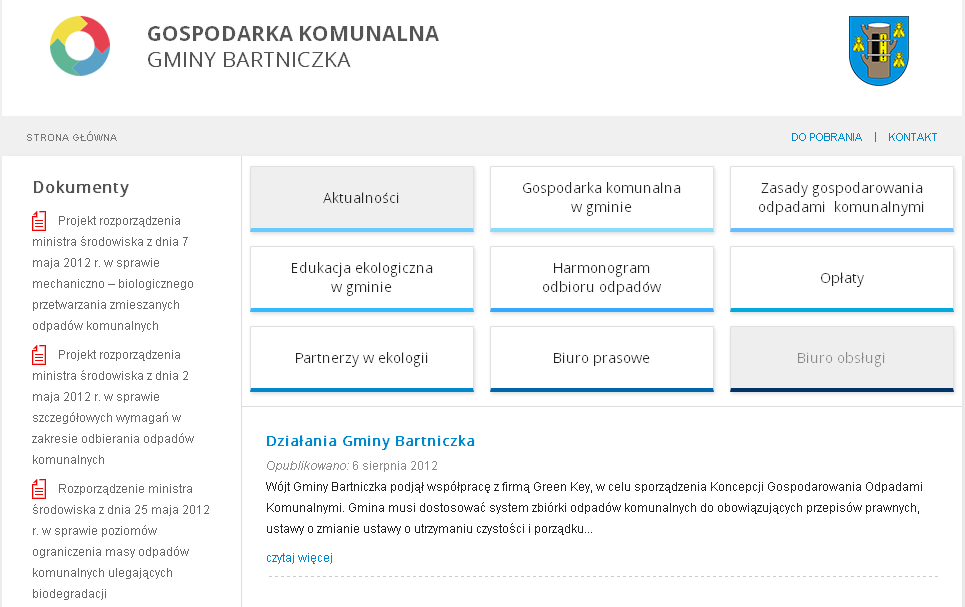 GOSPODARKA KOMUNALNA
GMINY BARTNICZKA
STRONA GŁÓWNA
DO POBRANIA | KONTAKT
Dokumenty
Projekt rozporządzenia
ministra środowiska z dnia 7
maja 2012 r. w sprawie
mechaniczno – biologicznego
przetwarzania zmieszanych
odpadów komunalnych
Projekt rozporządzenia
ministra środowiska z dnia 2
maja 2012 r. w sprawie
szczegółowych wymagań w
zakresie odbierania odpadów
komunalnych
Rozporządzenie ministra
środowiska z dnia 25 maja 2012
r. w sprawie poziomów
ograniczenia masy odpadów
komunalnych ulegających
biodegradacji
Aktualności
Gospodarka komunalna
w gminie
Zasady gospodarowania
odpadami komunalnymi
Edukacja ekologiczna
w gminie
Harmonogram
odbioru odpadów
Opłaty
Partnerzy w ekologii
Biuro prasowe
Biuro obsługi
Działania Gminy Bartniczka
Opublikowano: 6 sierpnia 2012
Wójt Gminy Bartniczka podjął współpracę z firmą Green Key, w celu sporządzenia Koncepcji Gospodarowania Odpadami
Komunalnymi. Gmina musi dostosować system zbiórki odpadów komunalnych do obowiązujących przepisów prawnych,
ustawy o zmianie ustawy o utrzymaniu czystości i porządku...
czytaj więcej